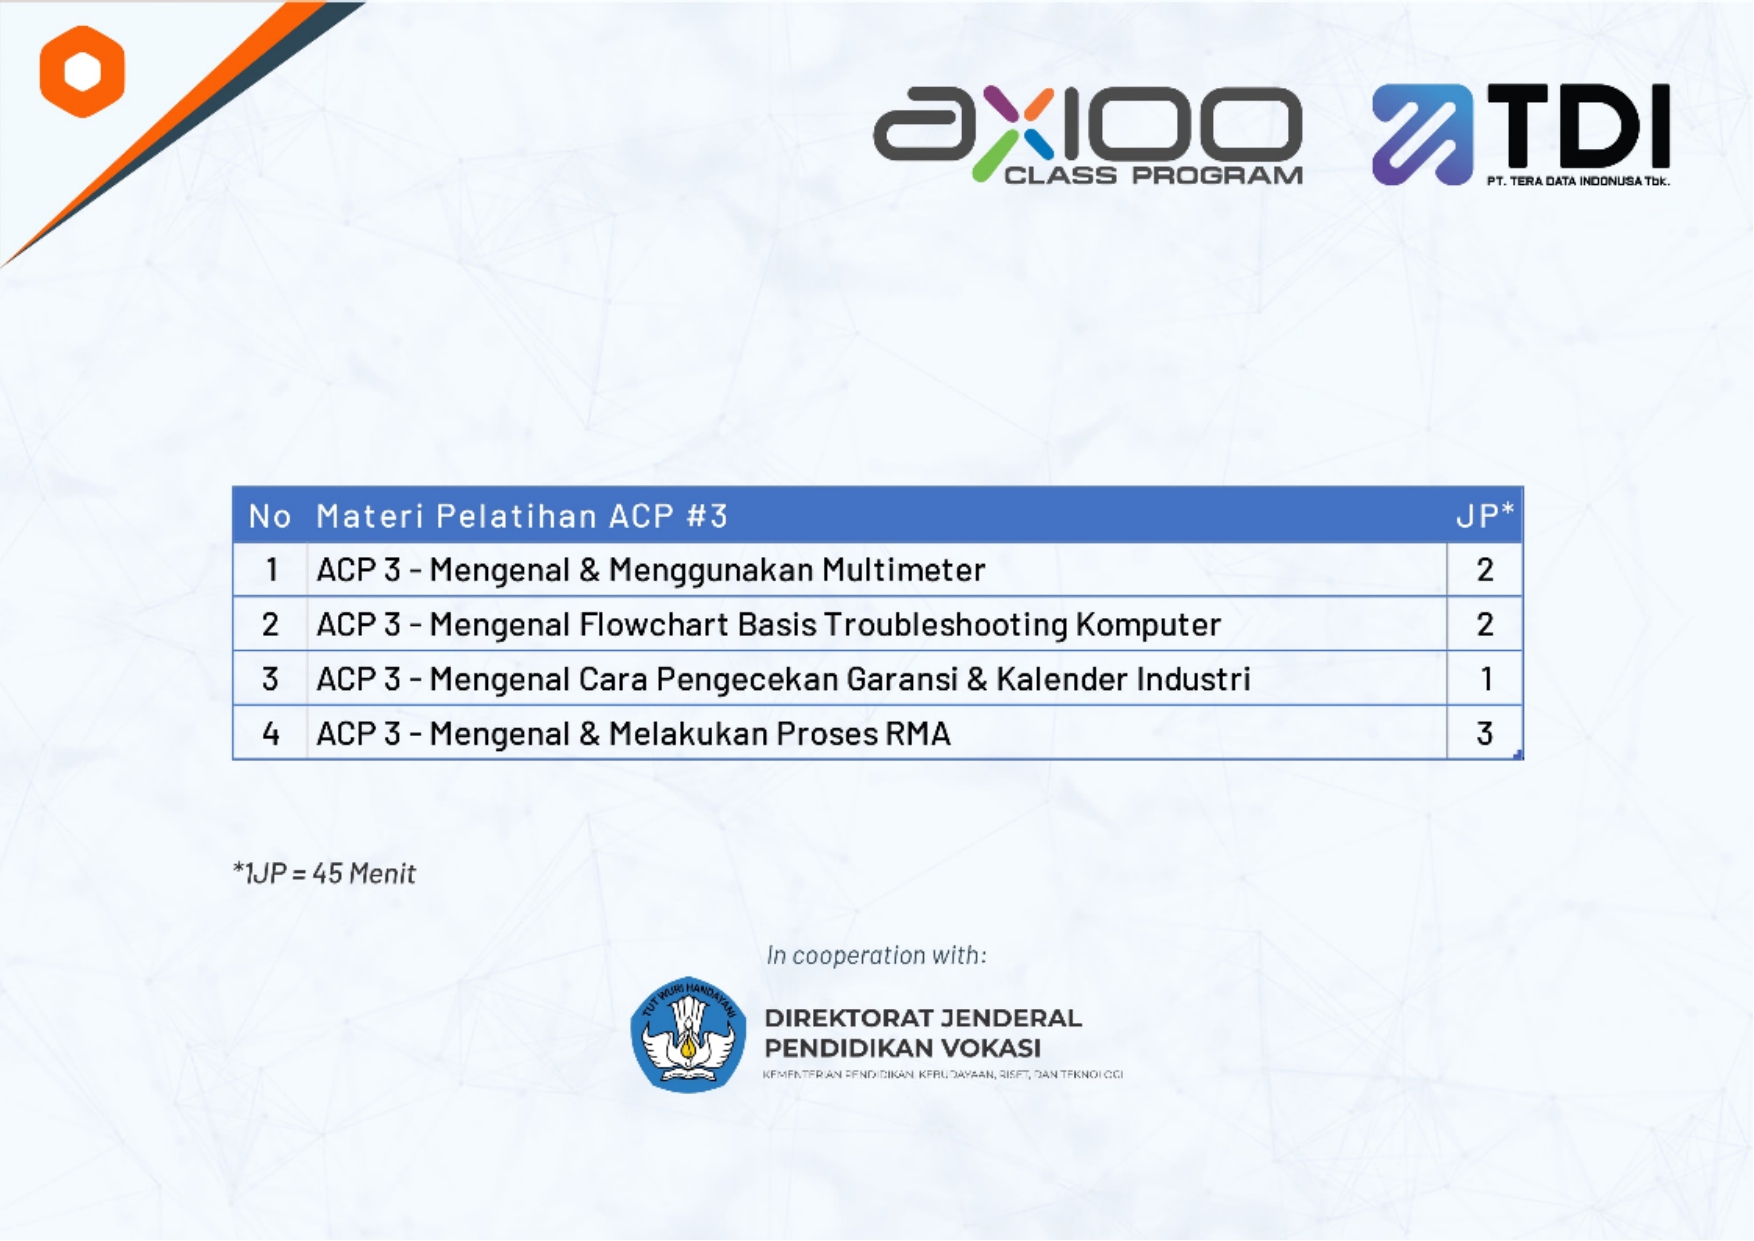 axioo
CLASS PROGRAM
TDI
PT. TERA DATA INDONUSA Tbk.
No Materi Pelatihan ACP #3 JP*
1 ACP 3 - Mengenal & Menggunakan Multimeter 2
2 ACP 3 - Mengenal Flowchart Basis Troubleshooting Komputer 2
3 ACP 3 - Mengenal Cara Pengecekan Garansi & Kalender Industri 1
4 ACP 3 - Mengenal & Melakukan Proses RMA 3
*1JP = 45 Menit
In cooperation with:
TUT WURI HANDAYANI
DIREKTORAT JENDERAL
PENDIDIKAN VOKASI
KEMENTERIAN PENDIDIKAN, KEBUDAYAAN, RISET, DAN TEKNOLOGI